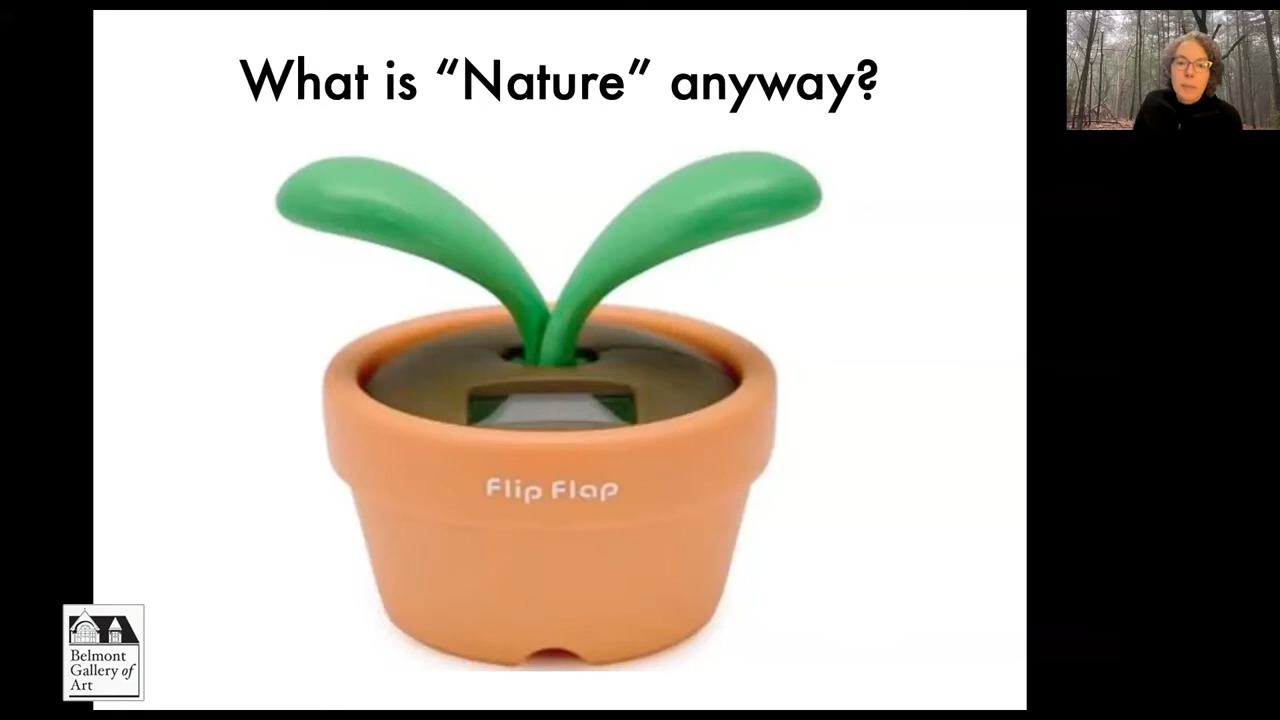 What is “Nature” anyway?
Flip Flap
Belmont
Gallery of
Art